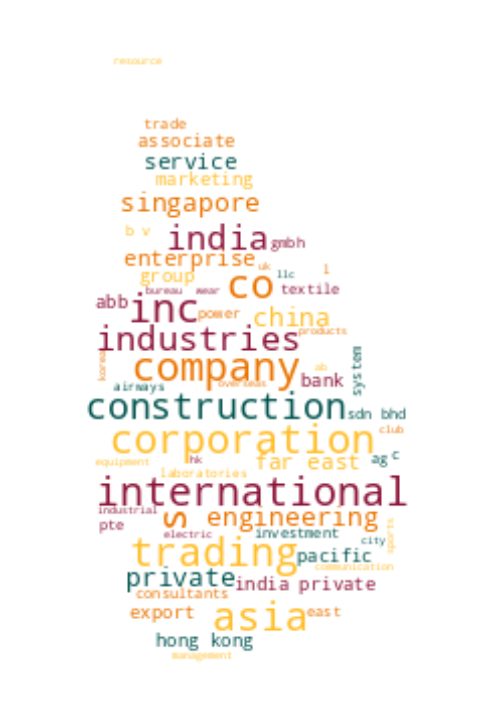 resource
trade
associate
service
marketing
singapore
b v
india gmbh
enterprise uk
group co llc l
bureau wear textile
abb inc power china
industries products
korea company ab system
airways overseas bank
construction sdn bhd
corporation club
equipment hk far east ag c
laboratories
international
industrial s engineering sports
pte electric investment city
trading pacific
communication
private india private
consultants
export asia east
hong kong
management